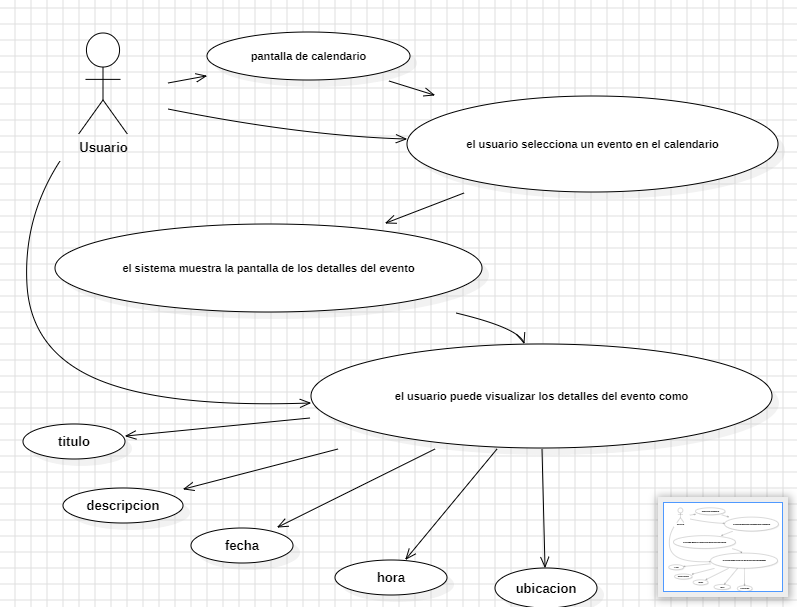 pantalla de calendario
Usuario
el usuario selecciona un evento en el calendario
el sistema muestra la pantalla de los detalles del evento
el usuario puede visualizar los detalles del evento como
titulo
descripcion
fecha
hora
ubicacion